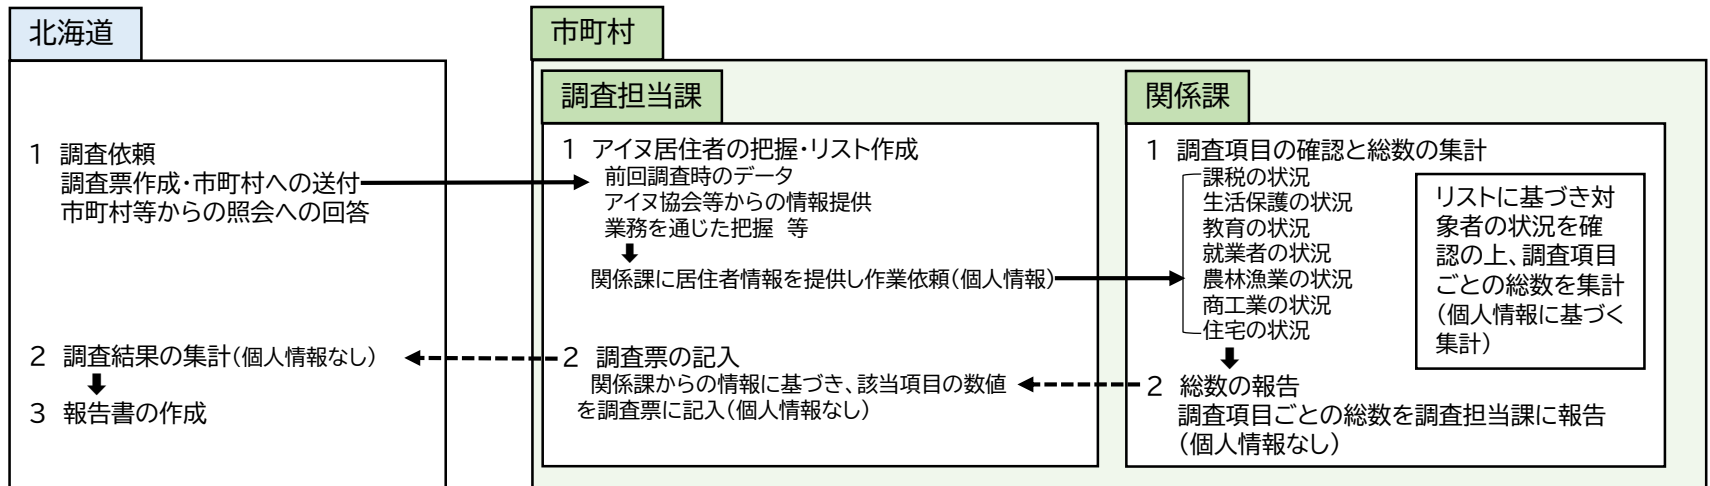 北海道
1 調査依頼
調査票作成・市町村への送付
市町村等からの照会への回答
2 調査結果の集計(個人情報なし)
3 報告書の作成
市町村
調査担当課
1 アイヌ居住者の把握・リスト作成
前回調査時のデータ
アイヌ協会等からの情報提供
業務を通じた把握 等
関係課に居住者情報を提供し作業依頼(個人情報)
2 調査票の記入
関係課からの情報に基づき、該当項目の数値
を調査票に記入(個人情報なし)
関係課
1 調査項目の確認と総数の集計
課税の状況
生活保護の状況
教育の状況
就業者の状況
農林漁業の状況
商工業の状況
住宅の状況
リストに基づき対
象者の状況を確
認の上、調査項目
ごとの総数を集計
(個人情報に基づく
集計)
2 総数の報告
調査項目ごとの総数を調査担当課に報告
(個人情報なし)